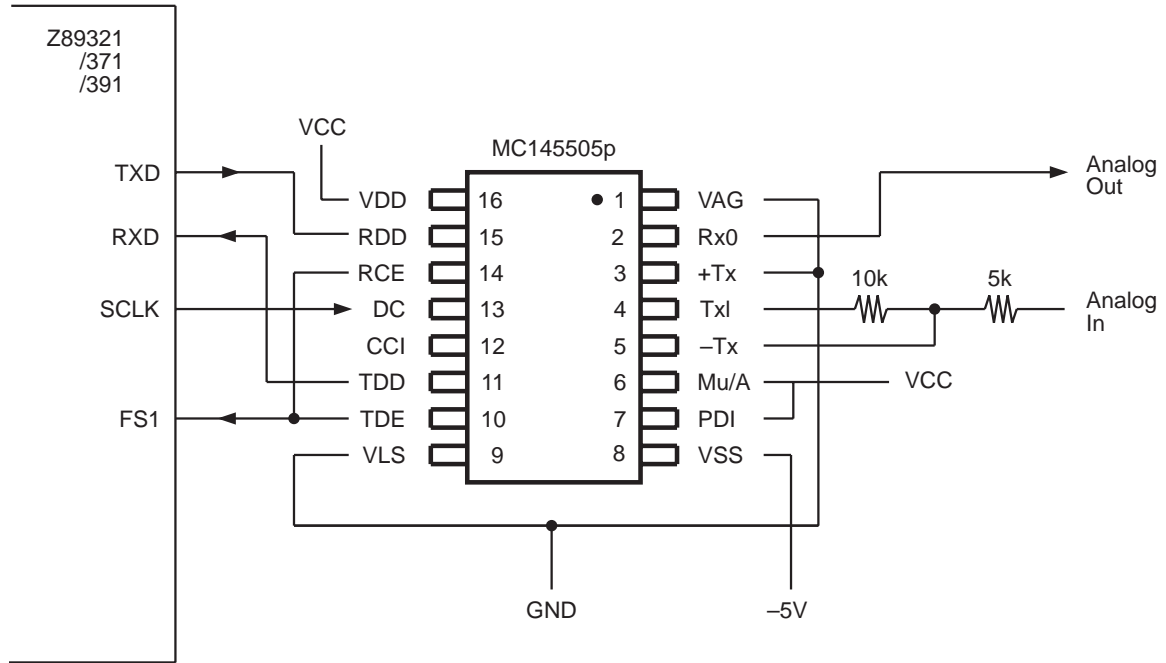 Z89321
/371
/391
VCC
MC145505p
TXD
RXD
SCLK
FS1
VDD
RDD
RCE
DC
CCI
TDD
TDE
VLS
16
15
14
13
12
11
10
9
1
2
3
4
5
6
7
8
VAG
Rx0
+Tx
TxI
–Tx
Mu/A
PDI
VSS
10k
5k
Analog
Out
Analog
In
VCC
GND
–5V